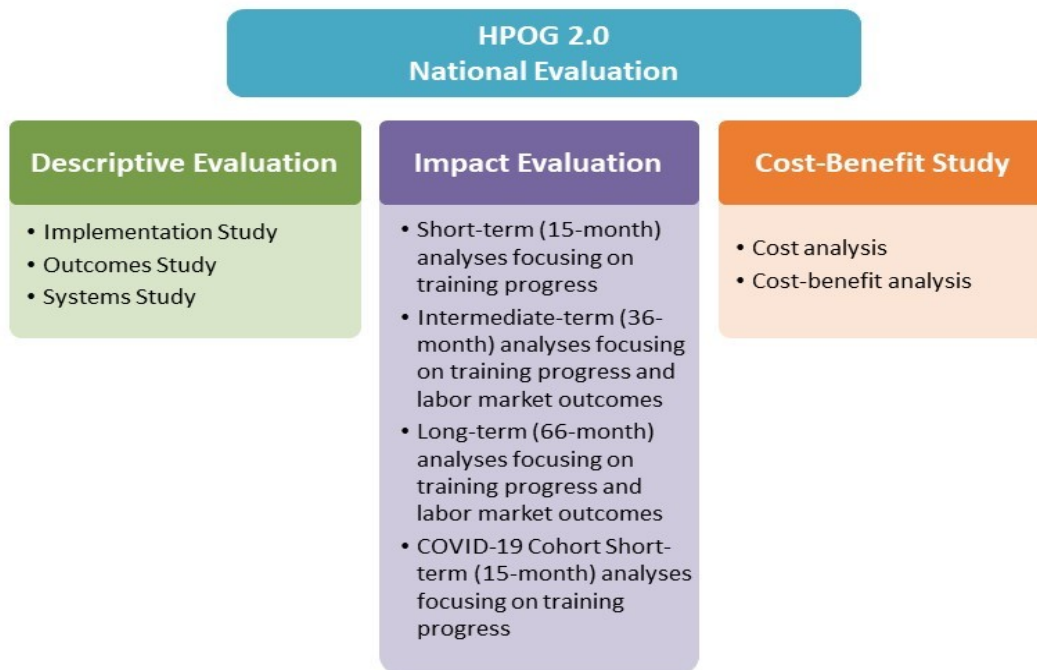 HPOG 2.0
National Evaluation
Descriptive Evaluation
• Implementation Study
• Outcomes Study
• Systems Study
Impact Evaluation
• Short-term (15-month)
analyses focusing on
training progress
• Intermediate-term (36-
month) analyses focusing
on training progress and
labor market outcomes
• Long-term (66-month)
analyses focusing on
training progress and
labor market outcomes
• COVID-19 Cohort Short-
term (15-month) analyses
focusing on training
progress
Cost-Benefit Study
• Cost analysis
• Cost-benefit analysis